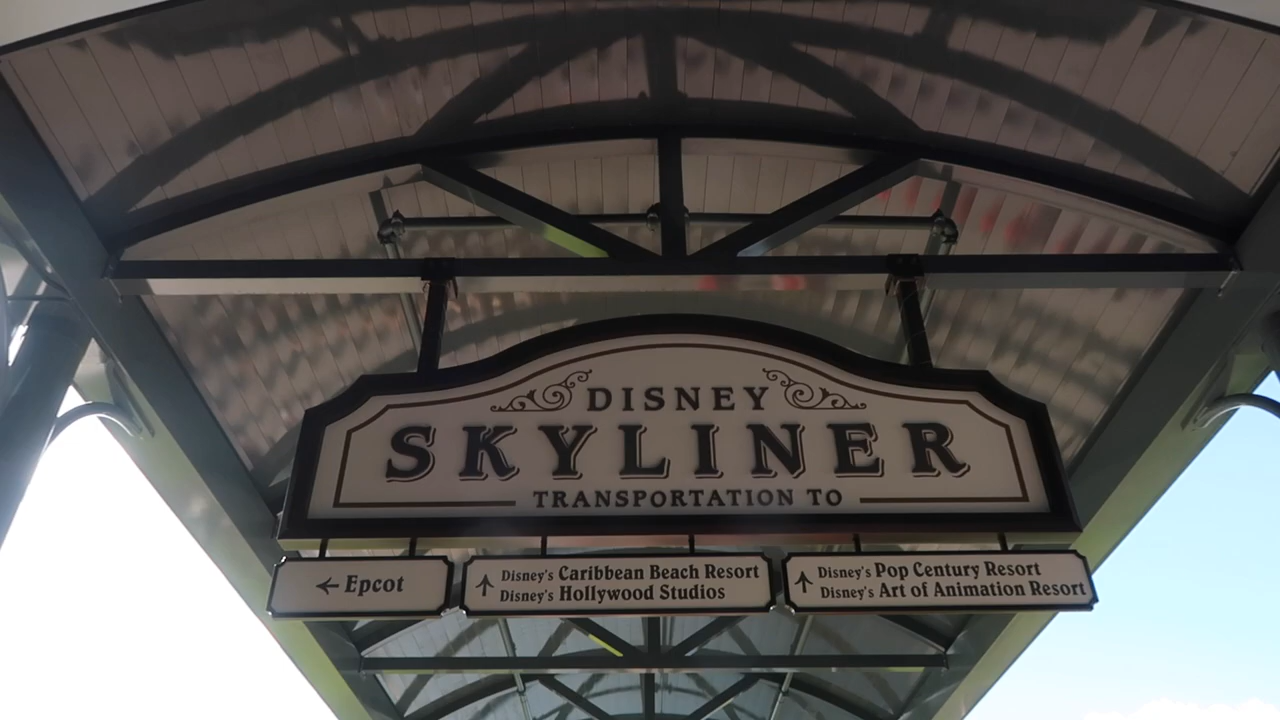 DISNEY
SKYLINER
TRANSPORTATION TO
← Epcot
↑ Disney's Caribbean Beach Resort
Disney's Hollywood Studios
↑ Disney's Pop Century Resort
Disney's Art of Animation Resort